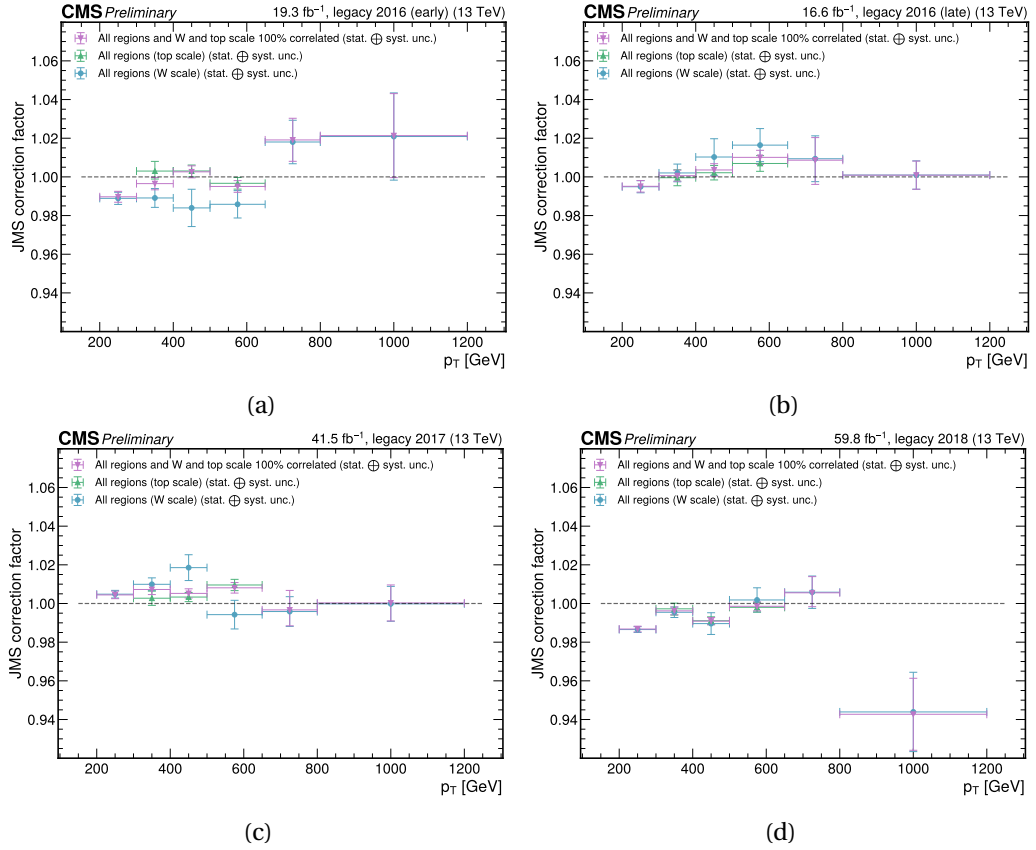 CMS Preliminary 19.3 fb⁻¹, legacy 2016 (early) (13 TeV)
All regions and W and top scale 100% correlated (stat. ⊕ syst. unc.)
All regions (top scale) (stat. ⊕ syst. unc.)
All regions (W scale) (stat. ⊕ syst. unc.)
JMS correction factor
1.06
1.04
1.02
1.00
0.98
0.96
0.94
200 400 600 800 1000 1200
p_T [GeV]
(a)
CMS Preliminary 16.6 fb⁻¹, legacy 2016 (late) (13 TeV)
All regions and W and top scale 100% correlated (stat. ⊕ syst. unc.)
All regions (top scale) (stat. ⊕ syst. unc.)
All regions (W scale) (stat. ⊕ syst. unc.)
JMS correction factor
1.06
1.04
1.02
1.00
0.98
0.96
0.94
200 400 600 800 1000 1200
p_T [GeV]
(b)
CMS Preliminary 41.5 fb⁻¹, legacy 2017 (13 TeV)
All regions and W and top scale 100% correlated (stat. ⊕ syst. unc.)
All regions (top scale) (stat. ⊕ syst. unc.)
All regions (W scale) (stat. ⊕ syst. unc.)
JMS correction factor
1.06
1.04
1.02
1.00
0.98
0.96
0.94
200 400 600 800 1000 1200
p_T [GeV]
(c)
CMS Preliminary 59.8 fb⁻¹, legacy 2018 (13 TeV)
All regions and W and top scale 100% correlated (stat. ⊕ syst. unc.)
All regions (top scale) (stat. ⊕ syst. unc.)
All regions (W scale) (stat. ⊕ syst. unc.)
JMS correction factor
1.06
1.04
1.02
1.00
0.98
0.96
0.94
200 400 600 800 1000 1200
p_T [GeV]
(d)